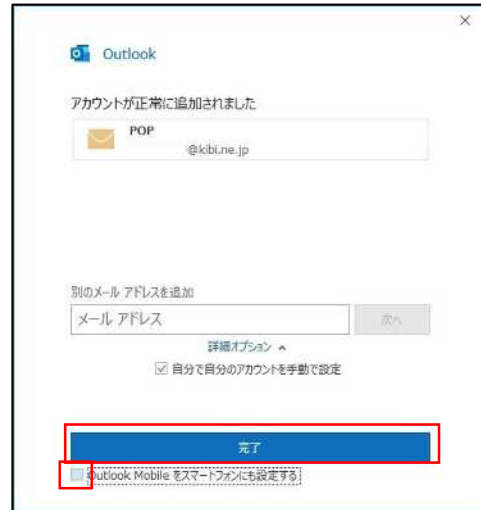 Outlook
アカウントが正常に追加されました
POP
@kibi.ne.jp
別のメール アドレスを追加
メール アドレス
次へ
詳細オプション
自分で自分のアカウントを手動で設定
完了
Outlook Mobile をスマートフォンにも設定する